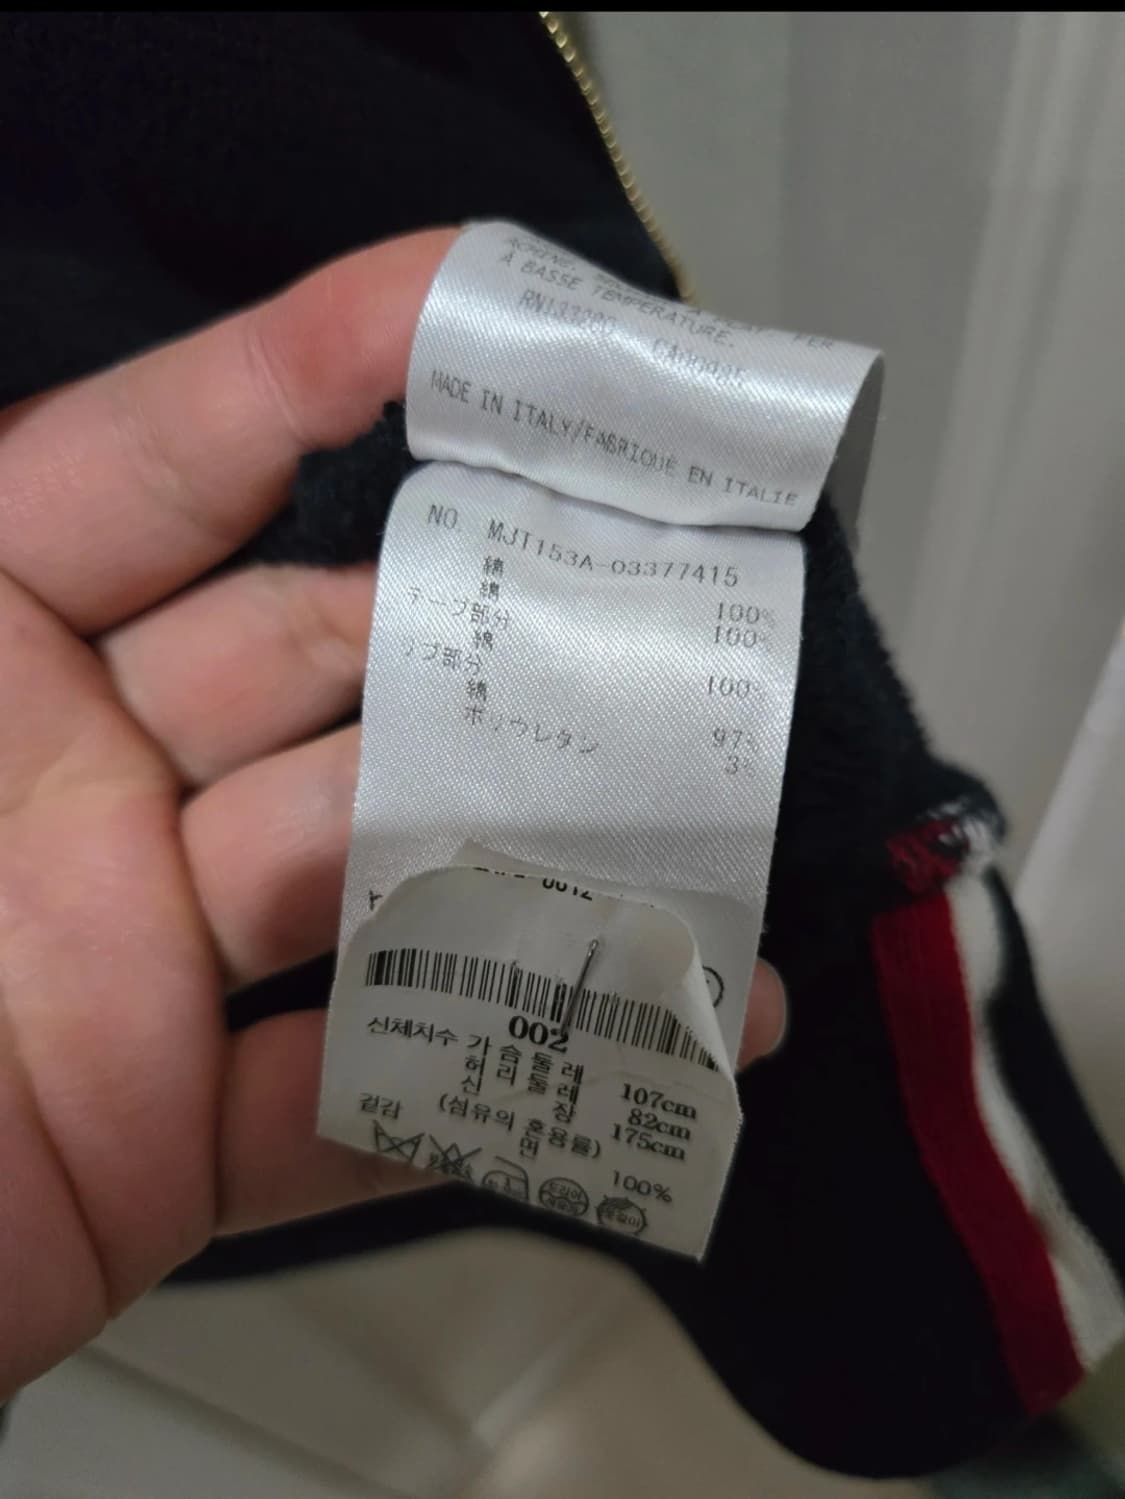 À BASSE TEMPÉRATURE.
MADE IN ITALY/FABRIQUÉ EN ITALIE
NO. MJT153A-03377415
綿 100%
綿 100%
テープ部分
綿 100%
リブ部分
綿 97%
ポリウレタン 3%
002
신체치수 가슴둘레 107cm
허리둘레 82cm
신장 175cm
겉감 (섬유의 혼용률)
면 100%